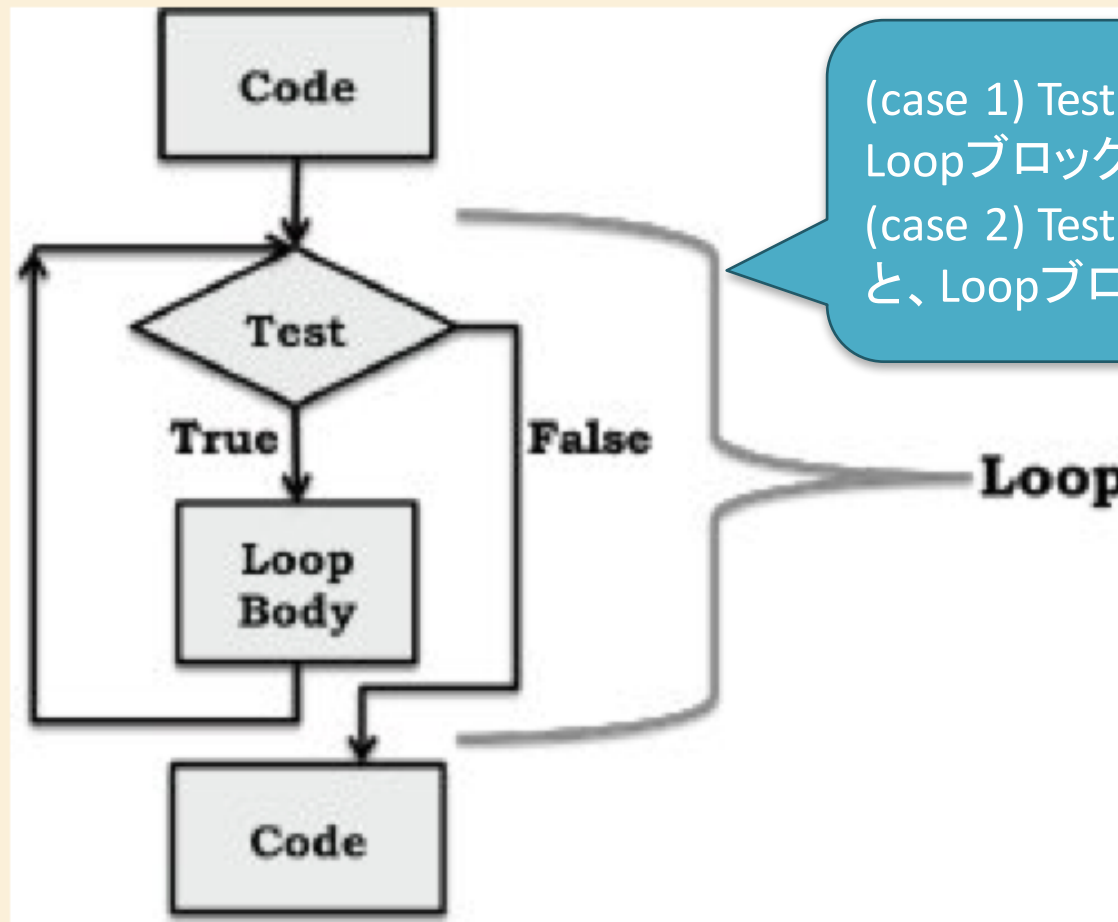 Code
(case 1) Test
Loopブロック
(case 2) Test
と、Loopブロ
Test
True
False
Loop
Loop
Body
Code